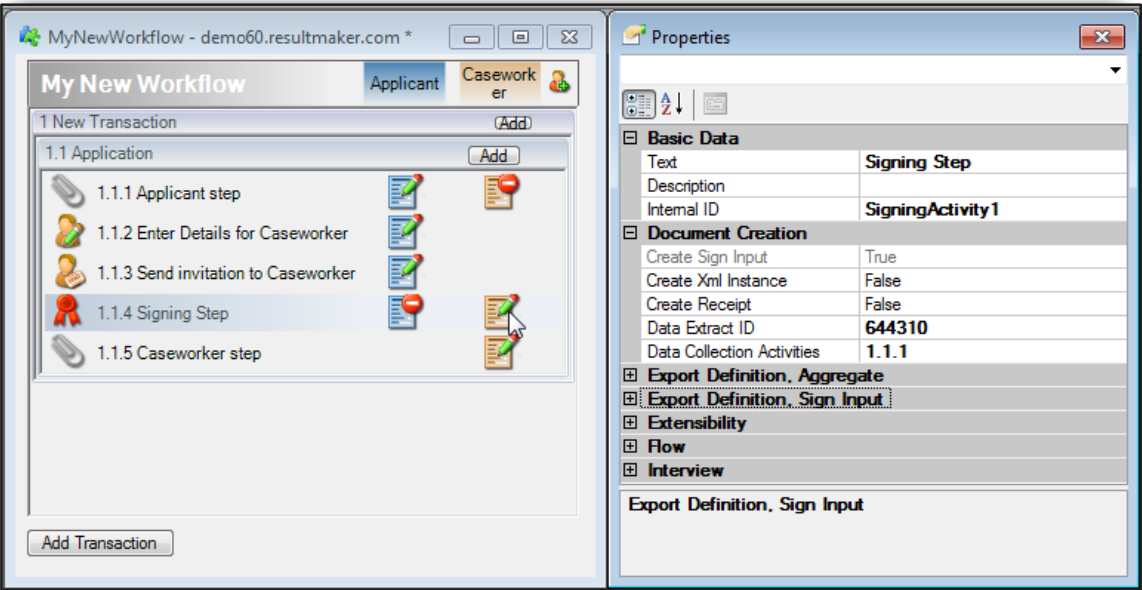 MyNewWorkflow - demo60.resultmaker.com *
My New Workflow
Applicant
Casework
er
1 New Transaction
Add
1.1 Application
Add
1.1.1 Applicant step
1.1.2 Enter Details for Caseworker
1.1.3 Send invitation to Caseworker
1.1.4 Signing Step
1.1.5 Caseworker step
Add Transaction
Properties
A
Z
Basic Data
Text Signing Step
Description
Internal ID SigningActivity1
Document Creation
Create Sign Input True
Create Xml Instance False
Create Receipt False
Data Extract ID 644310
Data Collection Activities 1.1.1
Export Definition, Aggregate
Export Definition, Sign Input
Extensibility
Flow
Interview
Export Definition, Sign Input